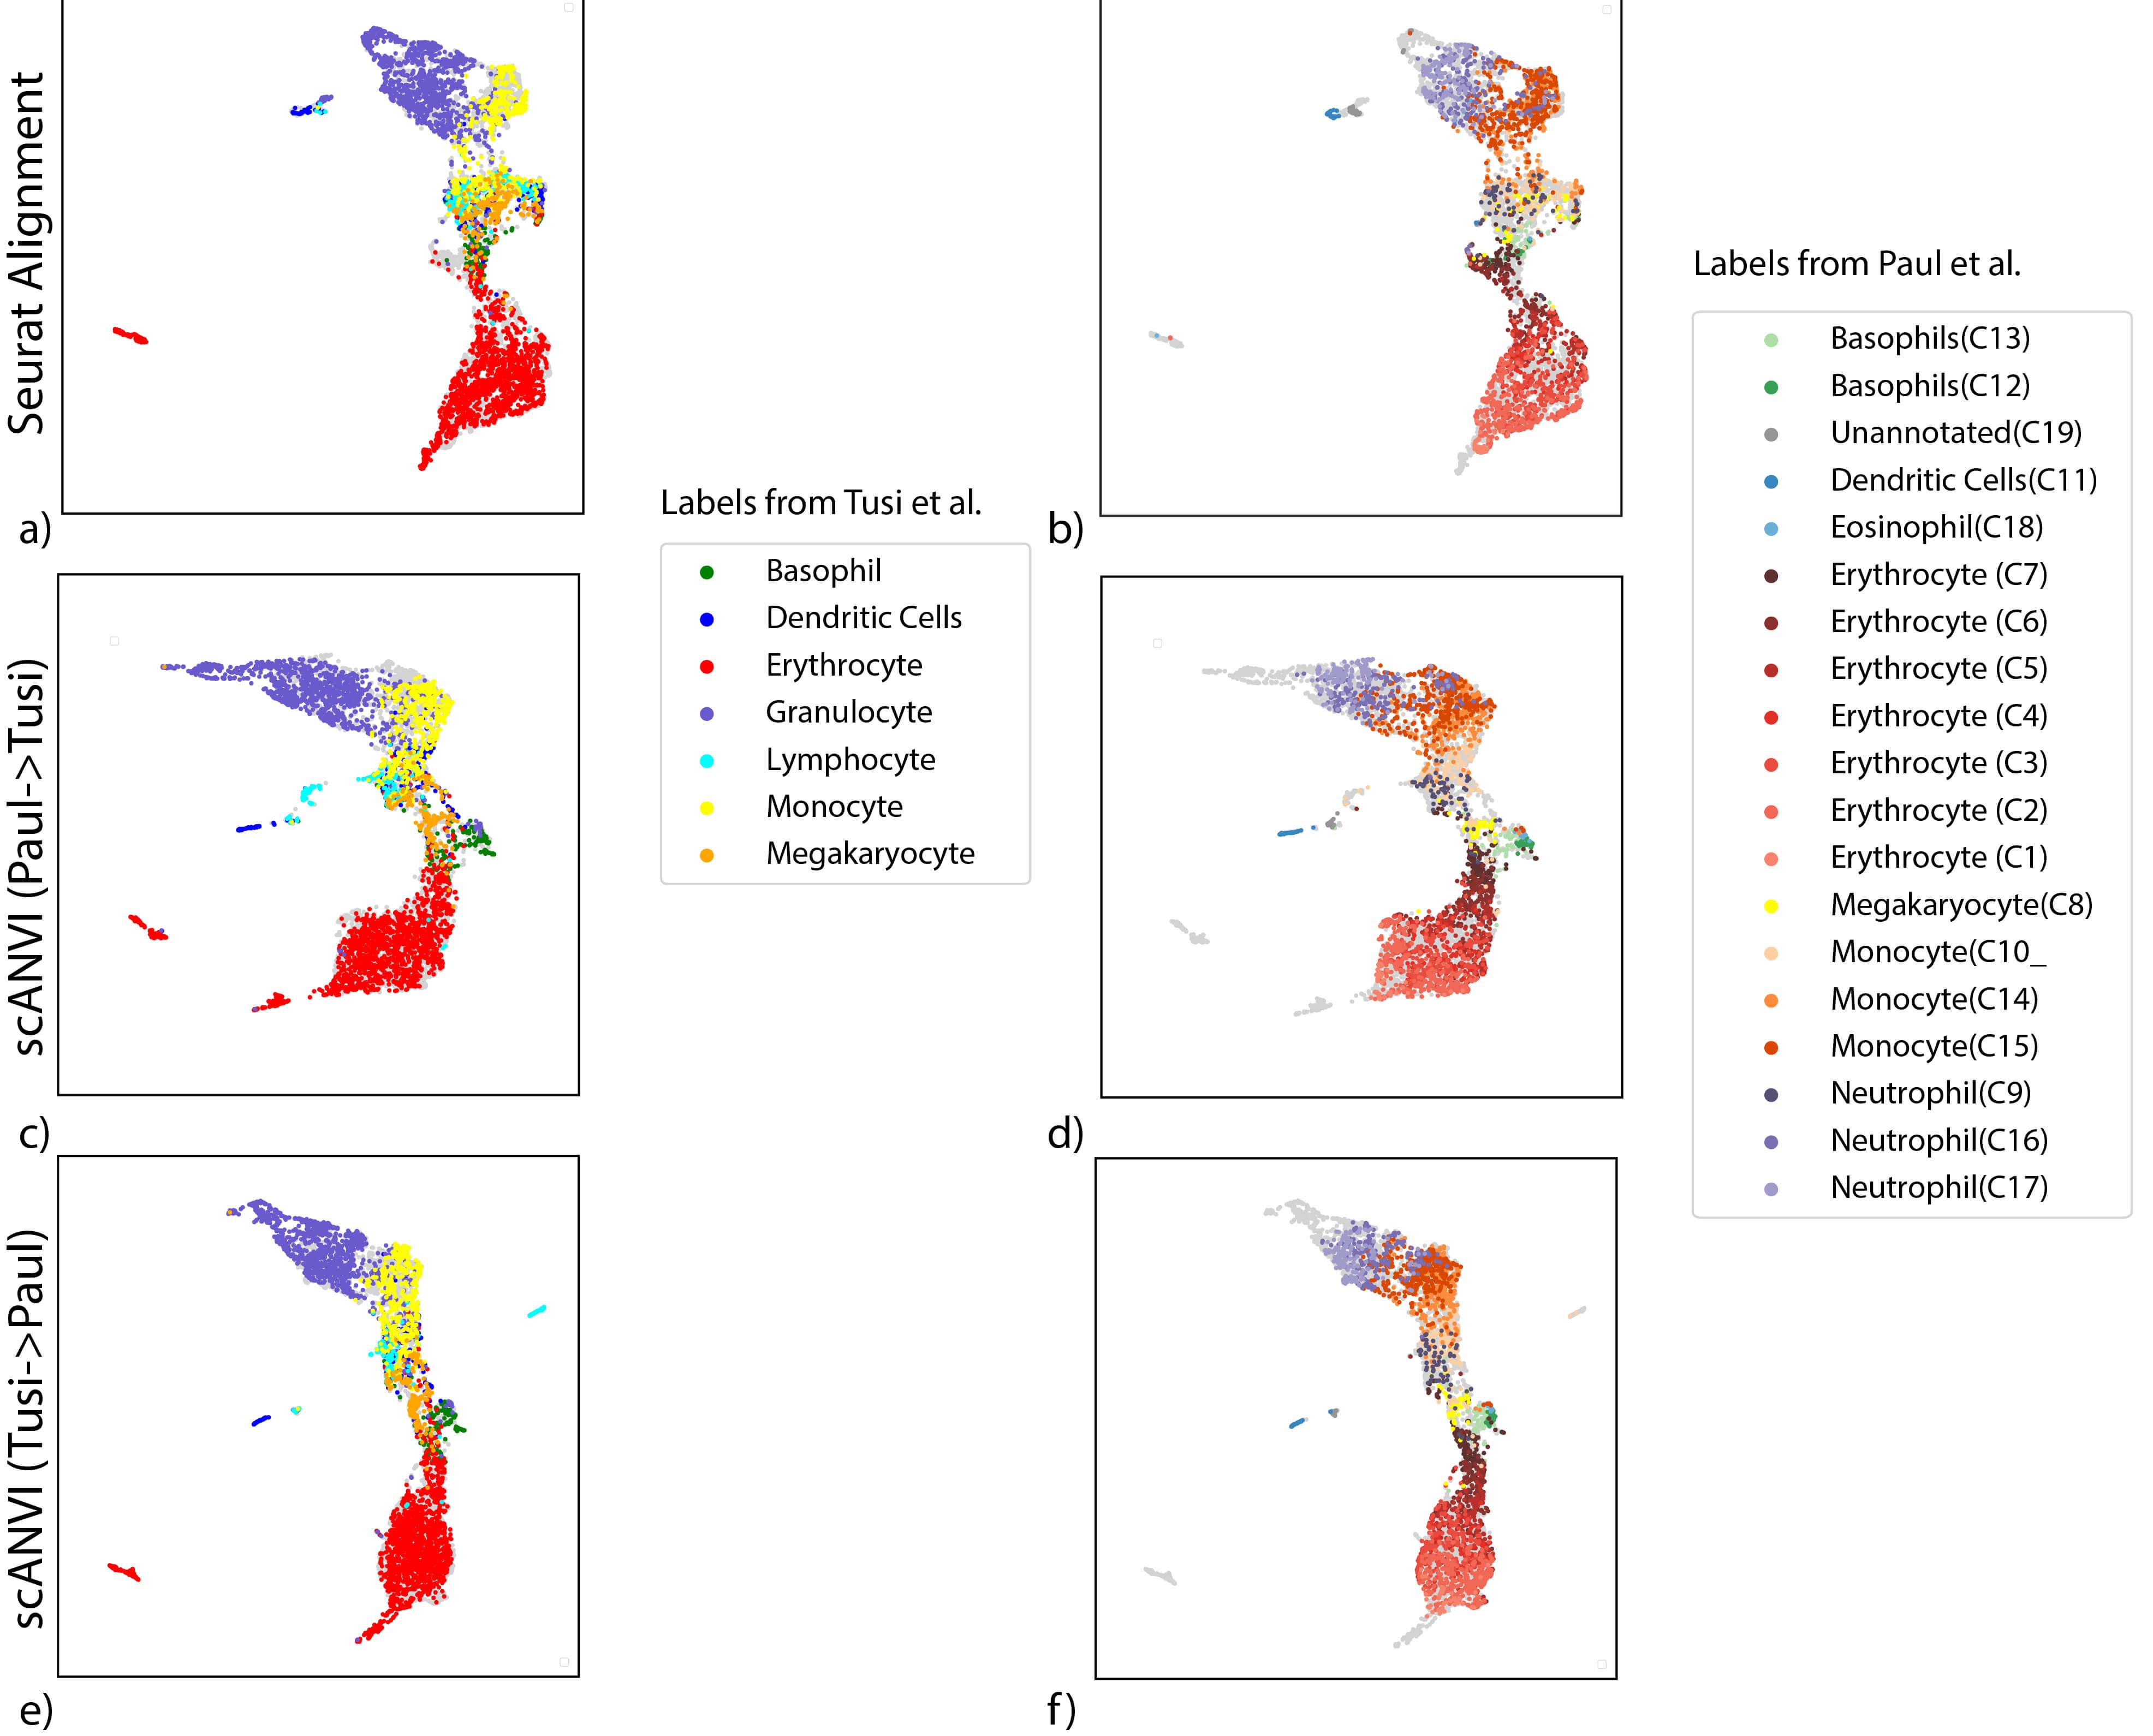 Seurat Alignment
a)
b)
Labels from Tusi et al.
Basophil
Dendritic Cells
Erythrocyte
Granulocyte
Lymphocyte
Monocyte
Megakaryocyte
Labels from Paul et al.
Basophils(C13)
Basophils(C12)
Unannotated(C19)
Dendritic Cells(C11)
Eosinophil(C18)
Erythrocyte (C7)
Erythrocyte (C6)
Erythrocyte (C5)
Erythrocyte (C4)
Erythrocyte (C3)
Erythrocyte (C2)
Erythrocyte (C1)
Megakaryocyte(C8)
Monocyte(C10_
Monocyte(C14)
Monocyte(C15)
Neutrophil(C9)
Neutrophil(C16)
Neutrophil(C17)
scANVI (Paul->Tusi)
c)
d)
scANVI (Tusi->Paul)
e)
f)